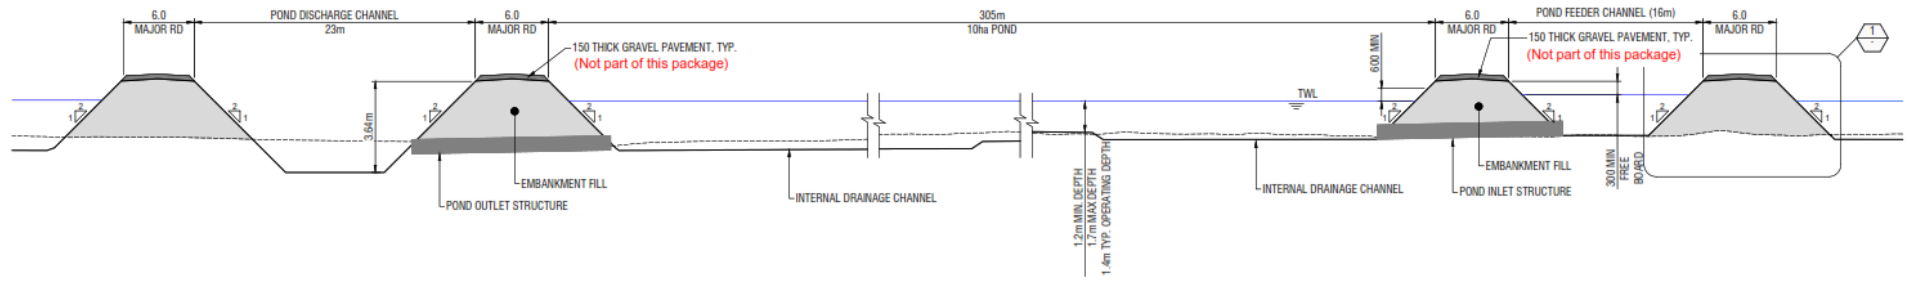 6.0
MAJOR RD
POND DISCHARGE CHANNEL
23m
6.0
MAJOR RD
305m
10ha POND
6.0
MAJOR RD
POND FEEDER CHANNEL (16m)
6.0
MAJOR RD
1
-
150 THICK GRAVEL PAVEMENT, TYP.
(Not part of this package)
150 THICK GRAVEL PAVEMENT, TYP.
(Not part of this package)
600 MIN
TWL
2
1
2
1
3.64m
2
1
2
1
2
1
2
1
2
1
2
1
EMBANKMENT FILL
POND OUTLET STRUCTURE
INTERNAL DRAINAGE CHANNEL
1.2m MIN. DEPTH
1.7m MAX DEPTH
1.4m TYP. OPERATING DEPTH
INTERNAL DRAINAGE CHANNEL
EMBANKMENT FILL
POND INLET STRUCTURE
300 MIN
FREE
BOARD